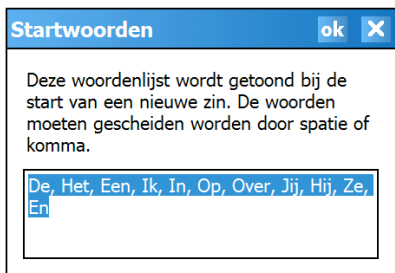 Startwoorden ok
Deze woordenlijst wordt getoond bij de
start van een nieuwe zin. De woorden
moeten gescheiden worden door spatie of
komma.
De, Het, Een, Ik, In, Op, Over, Jij, Hij, Ze,
En